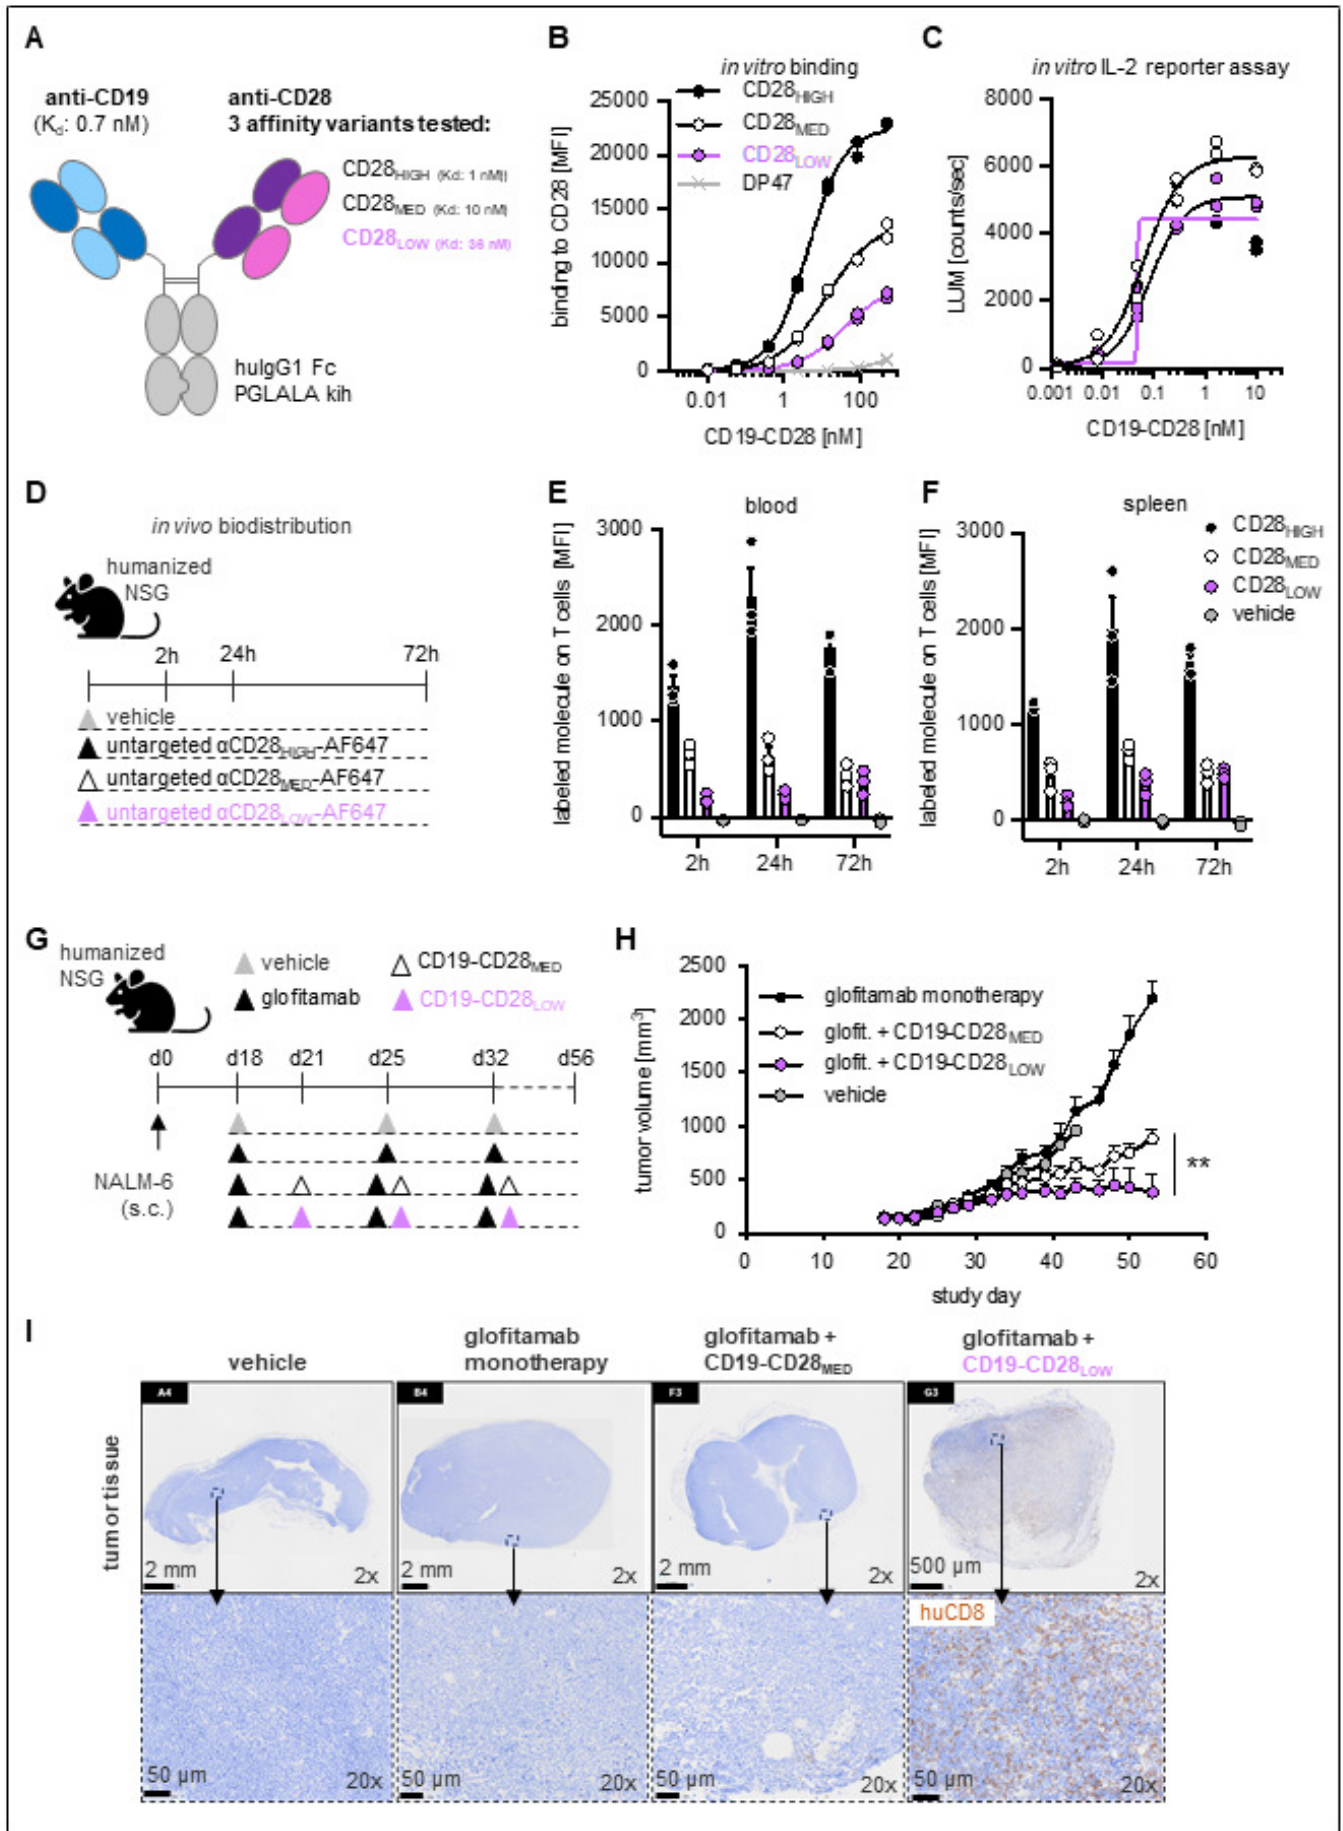 A
anti-CD19
(Kd: 0.7 nM)
anti-CD28
3 affinity variants tested:
CD28HIGH (Kd: 1 nM))
CD28MED (Kd: 10 nM)
CD28LOW (Kd: 36 nM)
huIgG1 Fc
PGLALA kih
B
in vitro binding
CD28HIGH
CD28MED
CD28LOW
DP47
binding to CD28 [MFI]
25000
20000
15000
10000
5000
0
0.01
1
100
CD19-CD28 [nM]
C
in vitro IL-2 reporter assay
LUM [counts/sec]
8000
6000
4000
2000
0
0.001
0.01
0.1
1
10
CD19-CD28 [nM]
D
in vivo biodistribution
humanized
NSG
2h
24h
72h
vehicle
untargeted αCD28HIGH-AF647
untargeted αCD28MED-AF647
untargeted αCD28LOW-AF647
E
blood
labeled molecule on T cells [MFI]
3000
2000
1000
0
2h
24h
72h
F
spleen
labeled molecule on T cells [MFI]
3000
2000
1000
0
2h
24h
72h
CD28HIGH
CD28MED
CD28LOW
vehicle
G
humanized
NSG
vehicle
glofitamab
CD19-CD28MED
CD19-CD28LOW
d0
d18
d21
d25
d32
d56
NALM-6
(s.c.)
H
tumor volume [mm3]
2500
2000
1500
1000
500
0
glofitamab monotherapy
glofit. + CD19-CD28MED
glofit. + CD19-CD28LOW
vehicle
**
0
10
20
30
40
50
60
study day
I
vehicle
glofitamab
monotherapy
glofitamab +
CD19-CD28MED
glofitamab +
CD19-CD28LOW
tumor tissue
A4
2 mm
2x
B4
2 mm
2x
F3
2 mm
2x
G3
500 µm
2x
50 µm
20x
50 µm
20x
50 µm
20x
huCD8
50 µm
20x